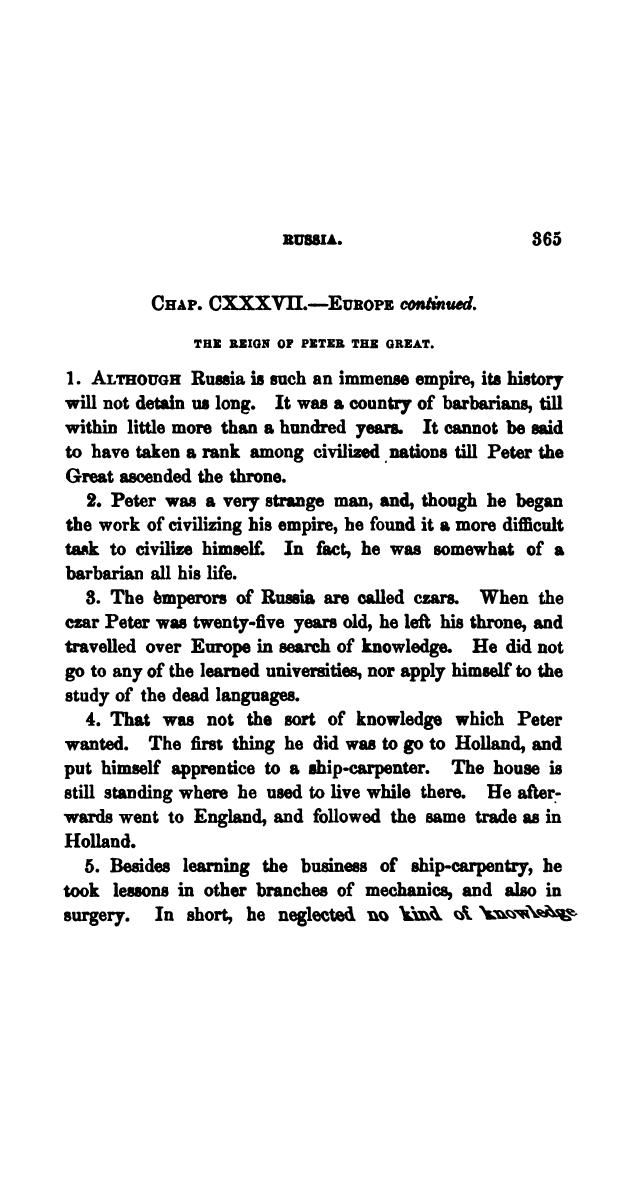 RUSSIA. 365
CHAP. CXXXVII.—EUROPE continued.
THE REIGN OF PETER THE GREAT.
1. ALTHOUGH Russia is such an immense empire, its history
will not detain us long. It was a country of barbarians, till
within little more than a hundred years. It cannot be said
to have taken a rank among civilized nations till Peter the
Great ascended the throne.
2. Peter was a very strange man, and, though he began
the work of civilizing his empire, he found it a more difficult
task to civilize himself. In fact, he was somewhat of a
barbarian all his life.
3. The emperors of Russia are called czars. When the
czar Peter was twenty-five years old, he left his throne, and
travelled over Europe in search of knowledge. He did not
go to any of the learned universities, nor apply himself to the
study of the dead languages.
4. That was not the sort of knowledge which Peter
wanted. The first thing he did was to go to Holland, and
put himself apprentice to a ship-carpenter. The house is
still standing where he used to live while there. He after-
wards went to England, and followed the same trade as in
Holland.
5. Besides learning the business of ship-carpentry, he
took lessons in other branches of mechanics, and also in
surgery. In short, he neglected no kind of knowledge